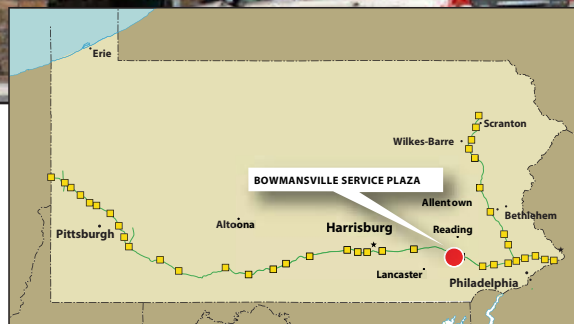 Erie
Scranton
Wilkes-Barre
BOWMANSVILLE SERVICE PLAZA
Allentown
Bethlehem
Altoona
Harrisburg
Reading
Pittsburgh
Lancaster
Philadelphia